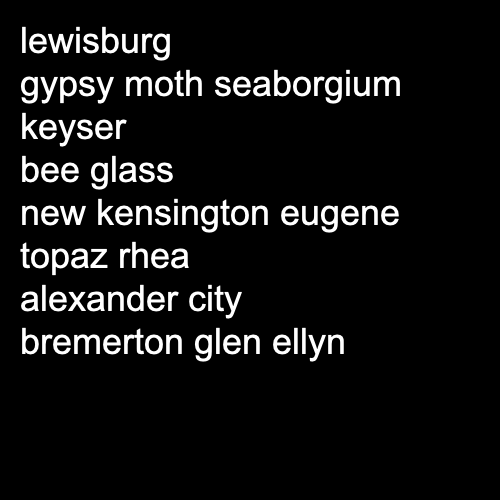 lewisburg
gypsy moth seaborgium
keyser
bee glass
new kensington eugene
topaz rhea
alexander city
bremerton glen ellyn